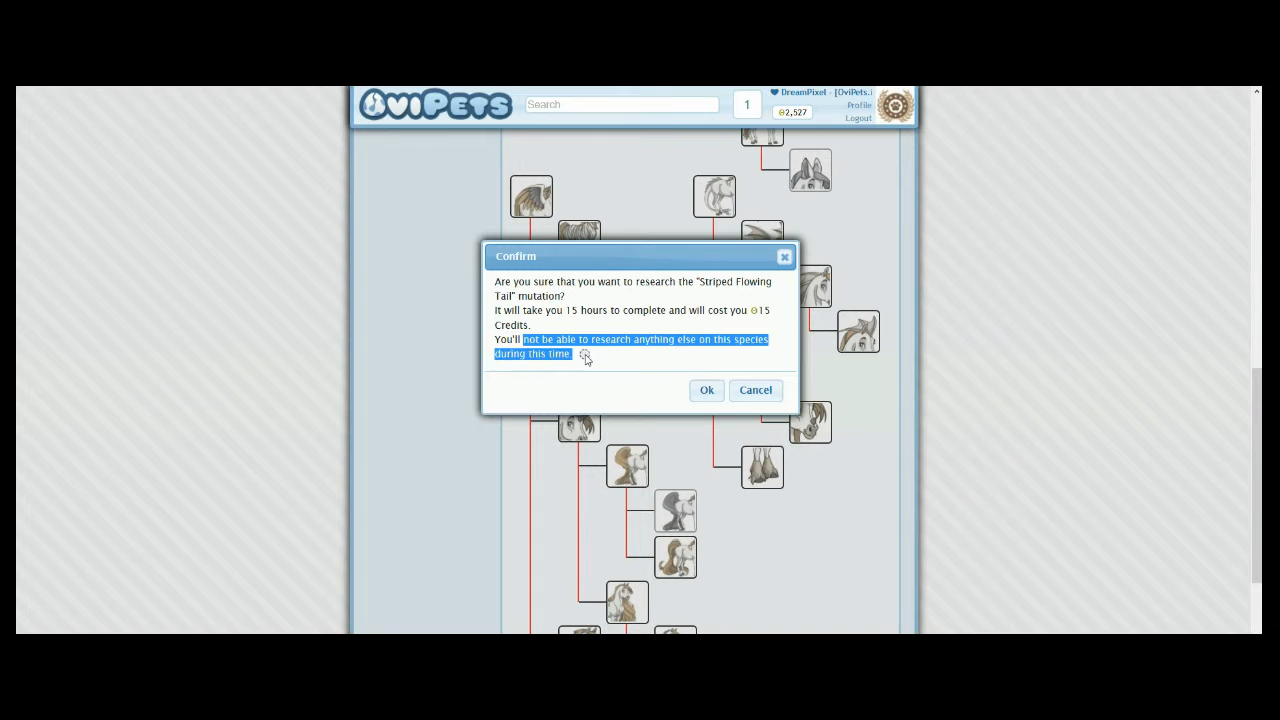 OviPets
Search
1
DreamPixel - [OviPets.i
2,527
Profile
Logout
Confirm
Are you sure that you want to research the "Striped Flowing
Tail" mutation?
It will take you 15 hours to complete and will cost you 15
Credits.
You'll not be able to research anything else on this species
during this time.
Ok
Cancel